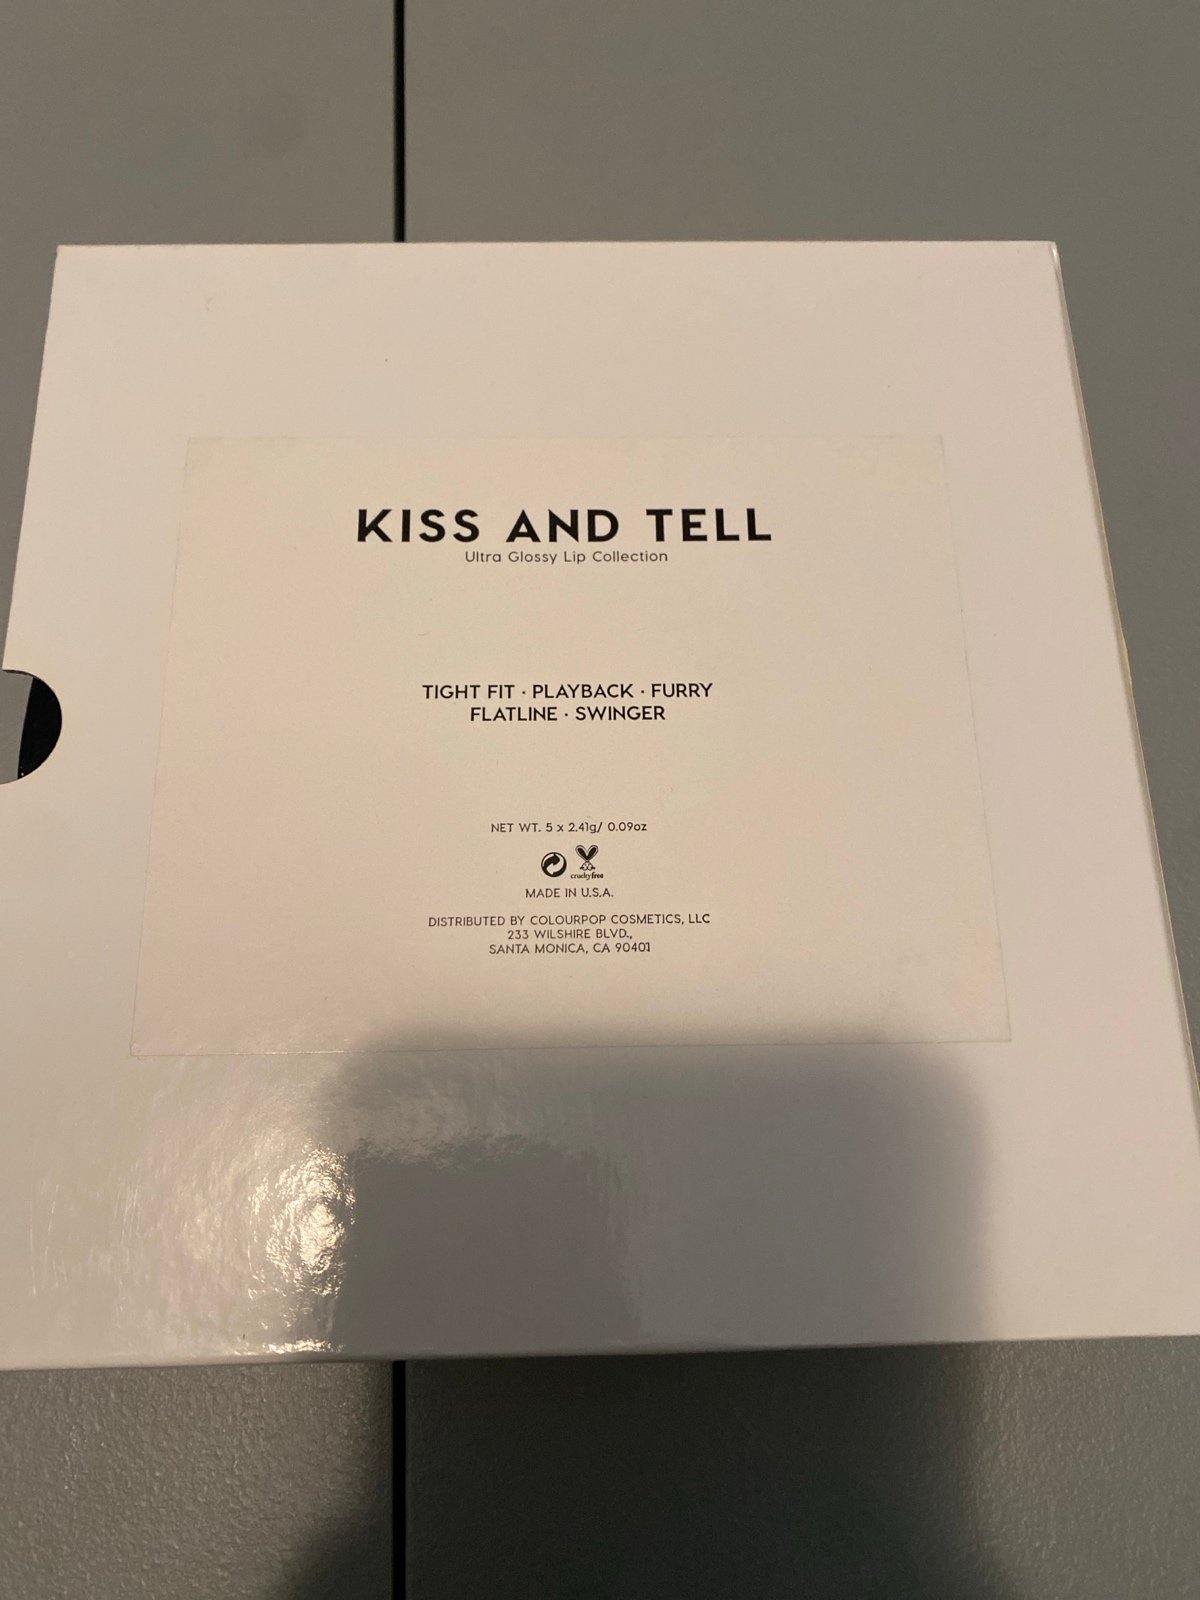 KISS AND TELL
Ultra Glossy Lip Collection
TIGHT FIT · PLAYBACK · FURRY
FLATLINE · SWINGER
NET WT. 5 x 2.41g/ 0.09oz
crueltyfree
MADE IN U.S.A.
DISTRIBUTED BY COLOURPOP COSMETICS, LLC
233 WILSHIRE BLVD.,
SANTA MONICA, CA 90401